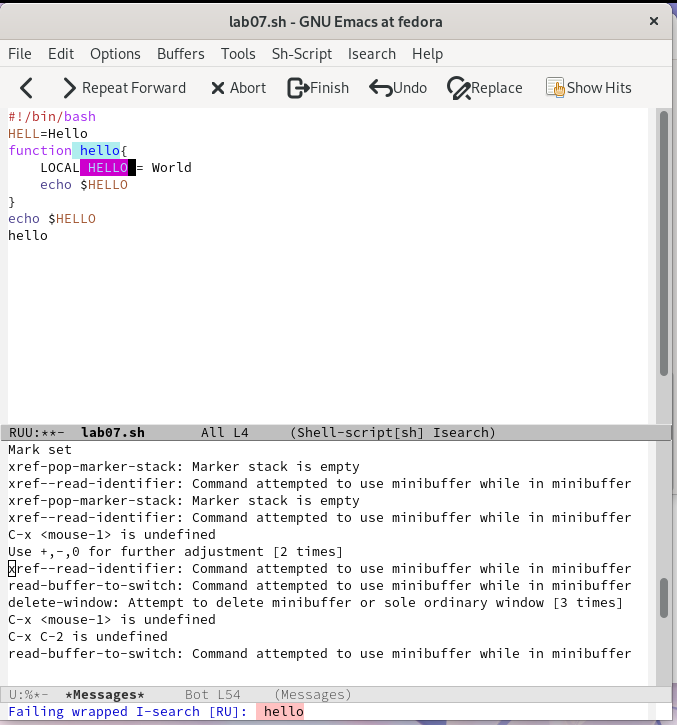 lab07.sh - GNU Emacs at fedora
File Edit Options Buffers Tools Sh-Script Isearch Help
Repeat Forward Abort Finish Undo Replace Show Hits
#!/bin/bash
HELL=Hello
function hello{
    LOCAL HELLO = World
    echo $HELLO
}
echo $HELLO
hello
RUU:**-  lab07.sh       All L4     (Shell-script[sh] Isearch)
Mark set
xref-pop-marker-stack: Marker stack is empty
xref--read-identifier: Command attempted to use minibuffer while in minibuffer
xref-pop-marker-stack: Marker stack is empty
xref--read-identifier: Command attempted to use minibuffer while in minibuffer
C-x <mouse-1> is undefined
Use +,-,0 for further adjustment [2 times]
xref--read-identifier: Command attempted to use minibuffer while in minibuffer
read-buffer-to-switch: Command attempted to use minibuffer while in minibuffer
delete-window: Attempt to delete minibuffer or sole ordinary window [3 times]
C-x <mouse-1> is undefined
C-x C-2 is undefined
read-buffer-to-switch: Command attempted to use minibuffer while in minibuffer
U:%*-  *Messages*     Bot L54    (Messages)
Failing wrapped I-search [RU]:  hello